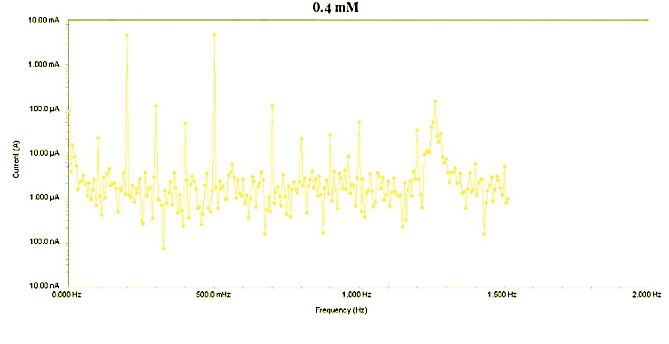 0.4 mM
10.00 mA
1.000 mA
100.0 µA
10.00 µA
1.000 µA
100.0 nA
10.00 nA
Current (A)
0.000 Hz 500.0 mHz 1.000 Hz 1.500 Hz 2.000 Hz
Frequency (Hz)